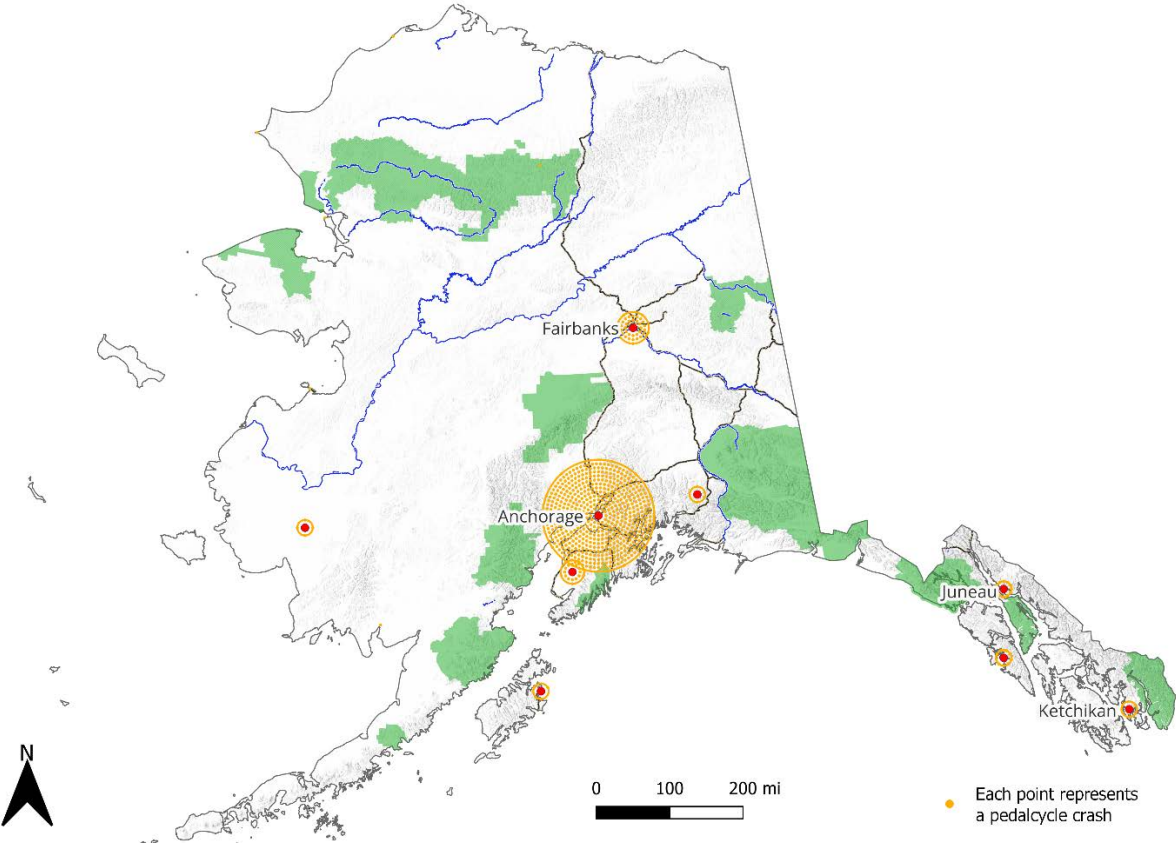 Fairbanks
Anchorage
Juneau
Ketchikan
N
0 100 200 mi
Each point represents
a pedalcycle crash